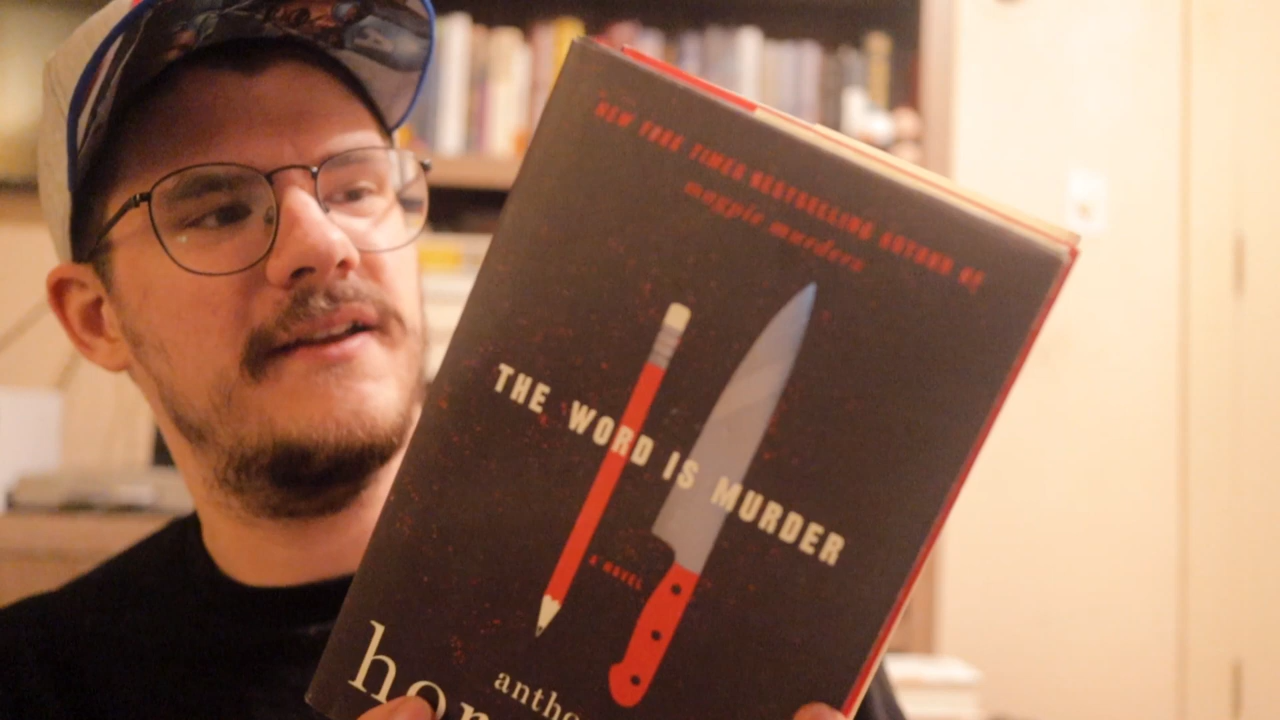 NEW YORK TIMES BESTSELLING AUTHOR OF
magpie murders
THE WORD IS MURDER
A NOVEL
antho
hor